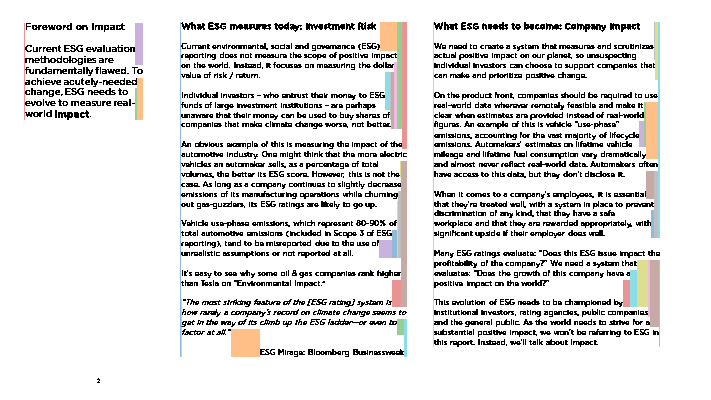 Foreword on Impact
Current ESG evaluation
methodologies are
fundamentally flawed. To
achieve acutely-needed
change, ESG needs to
evolve to measure real-
world impact.
What ESG measures today: Investment Risk
Current environmental, social and governance (ESG)
reporting does not measure the scope of positive impact
on the world. Instead, it focuses on measuring the dollar
value of risk / return.
Individual investors – who entrust their money to ESG
funds of large investment institutions – are perhaps
unaware that their money can be used to buy shares of
companies that make climate change worse, not better.
An obvious example of this is measuring the impact of the
automotive industry. One might think that the more electric
vehicles an automaker sells, as a percentage of total
volumes, the better its ESG score. However, this is not the
case. As long as a company continues to slightly decrease
emissions of its manufacturing operations while churning
out gas-guzzlers, its ESG ratings are likely to go up.
Vehicle use-phase emissions, which represent 80-90% of
total automotive emissions (included in Scope 3 of ESG
reporting), tend to be misreported due to the use of
unrealistic assumptions or not reported at all.
It's easy to see why some oil & gas companies rank higher
than Tesla on "Environmental Impact."
"The most striking feature of the [ESG rating] system is
how rarely a company's record on climate change seems to
get in the way of its climb up the ESG ladder—or even to
factor at all."
ESG Mirage: Bloomberg Businessweek
What ESG needs to become: Company Impact
We need to create a system that measures and scrutinizes
actual positive impact on our planet, so unsuspecting
individual investors can choose to support companies that
can make and prioritize positive change.
On the product front, companies should be required to use
real-world data wherever remotely feasible and make it
clear when estimates are provided instead of real-world
figures. An example of this is vehicle "use-phase"
emissions, accounting for the vast majority of lifecycle
emissions. Automakers' estimates on lifetime vehicle
mileage and lifetime fuel consumption vary dramatically
and almost never reflect real-world data. Automakers often
have access to this data, but they don't disclose it.
When it comes to a company's employees, it is essential
that they're treated well, with a system in place to prevent
discrimination of any kind, that they have a safe
workplace and that they are rewarded appropriately, with
significant upside if their employer does well.
Many ESG ratings evaluate: "Does this ESG issue impact the
profitability of the company?" We need a system that
evaluates: "Does the growth of this company have a
positive impact on the world?"
This evolution of ESG needs to be championed by
institutional investors, rating agencies, public companies
and the general public. As the world needs to strive for a
substantial positive impact, we won't be referring to ESG in
this report. Instead, we'll talk about impact.
2